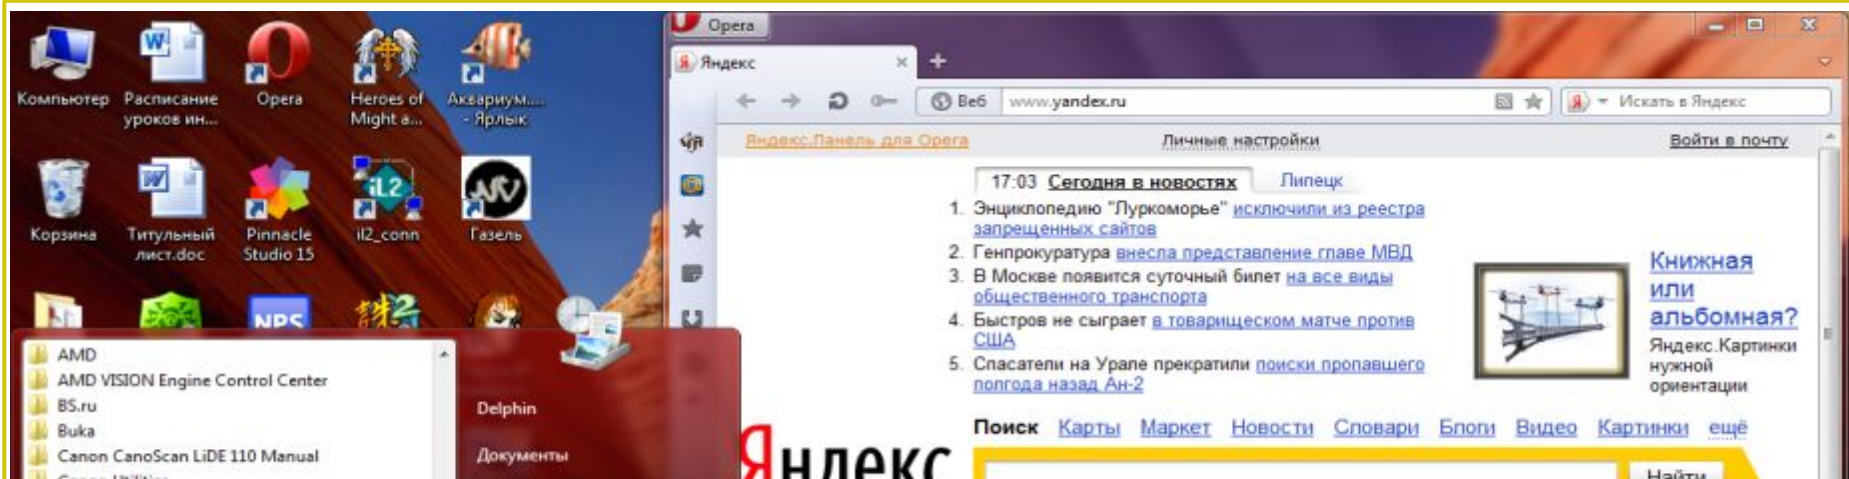 Компьютер
Расписание
уроков ин...
Opera
Heroes of
Might a...
Аквариум....
- Ярлык
Корзина
Титульный
лист.doc
Pinnacle
Studio 15
iL2
il2_conn
Газель
NPS
AMD
AMD VISION Engine Control Center
BS.ru
Buka
Canon CanoScan LiDE 110 Manual
Canon Utilities
Delphin
Документы
Opera
Яндекс
Веб
www.yandex.ru
Искать в Яндекс
Яндекс.Панель для Opera
Личные настройки
Войти в почту
17:03 Сегодня в новостях Липецк
1. Энциклопедию "Луркоморье" исключили из реестра
запрещенных сайтов
2. Генпрокуратура внесла представление главе МВД
3. В Москве появится суточный билет на все виды
общественного транспорта
4. Быстров не сыграет в товарищеском матче против
США
5. Спасатели на Урале прекратили поиски пропавшего
полгода назад Ан-2
Книжная
или
альбомная?
Яндекс.Картинки
нужной
ориентации
Поиск Карты Маркет Новости Словари Блоги Видео Картинки ещё
Яндекс
Найти